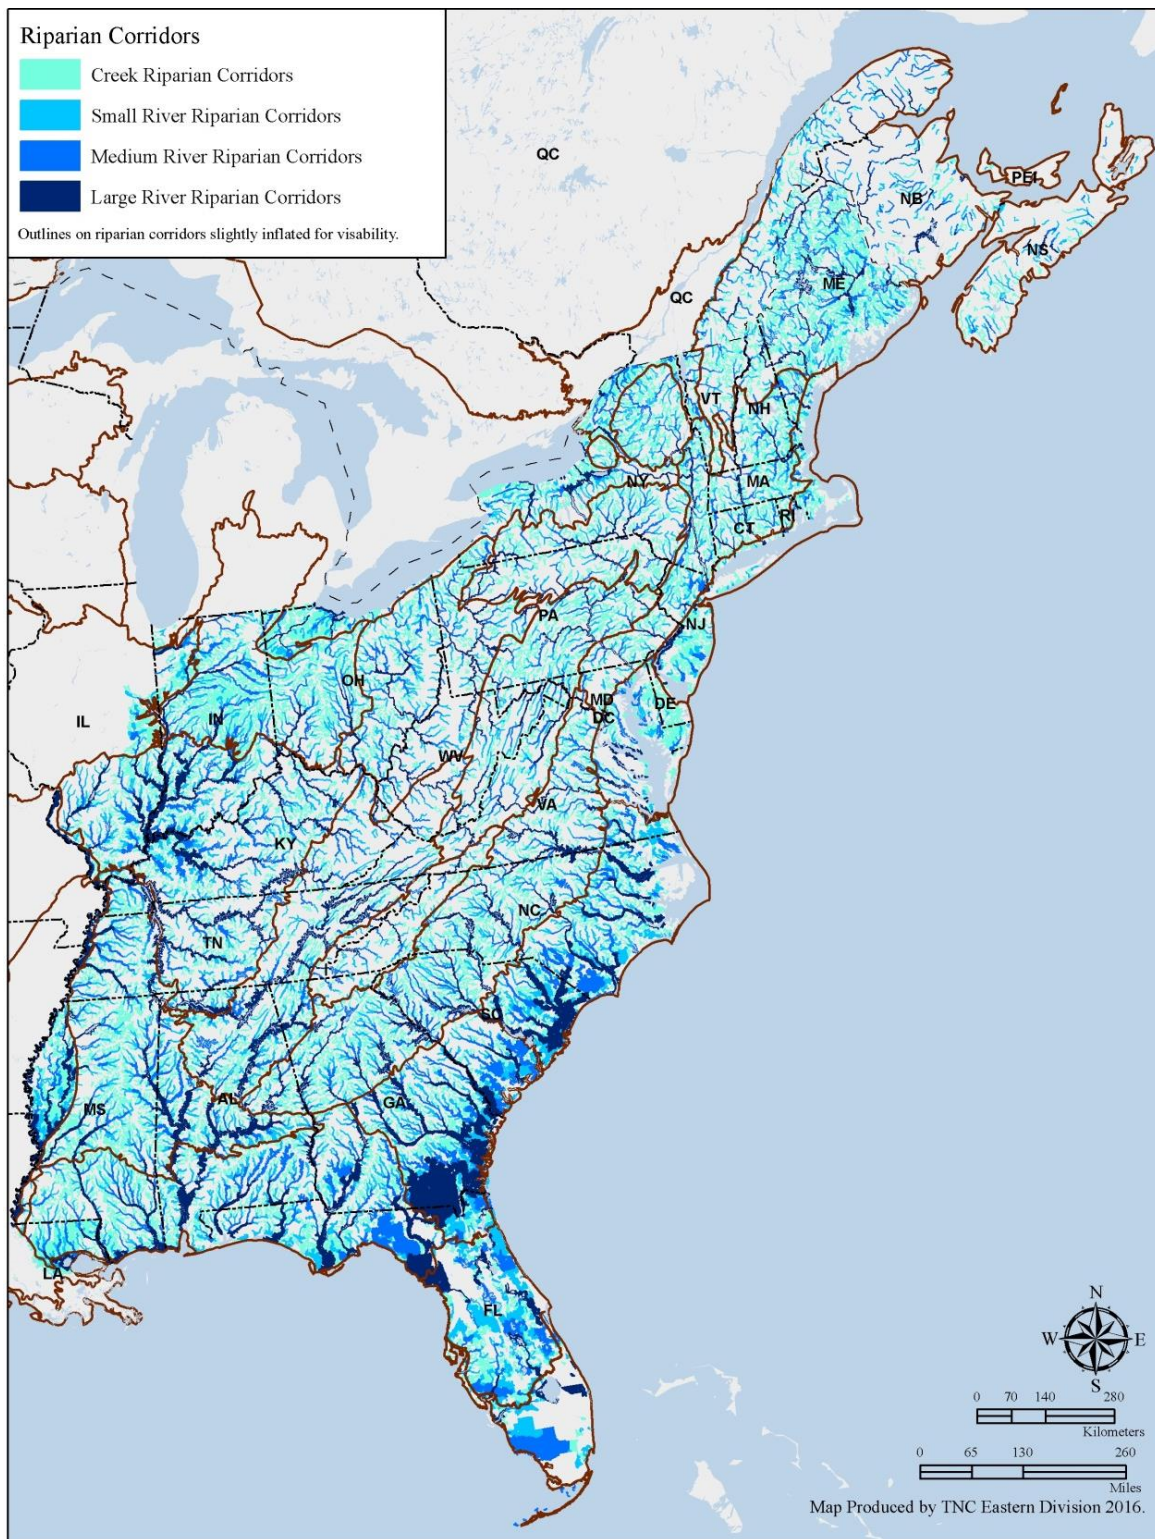 Riparian Corridors
Creek Riparian Corridors
Small River Riparian Corridors
Medium River Riparian Corridors
Large River Riparian Corridors
Outlines on riparian corridors slightly inflated for visability.
QC
PEI
NB
NS
QC
ME
VT
NH
NY
MA
CT
RI
PA
NJ
OH
MD
DE
DC
IL
IN
WV
VA
KY
NC
TN
SC
MS
AL
GA
LA
FL
N
W
E
S
0 70 140 280
Kilometers
0 65 130 260
Miles
Map Produced by TNC Eastern Division 2016.